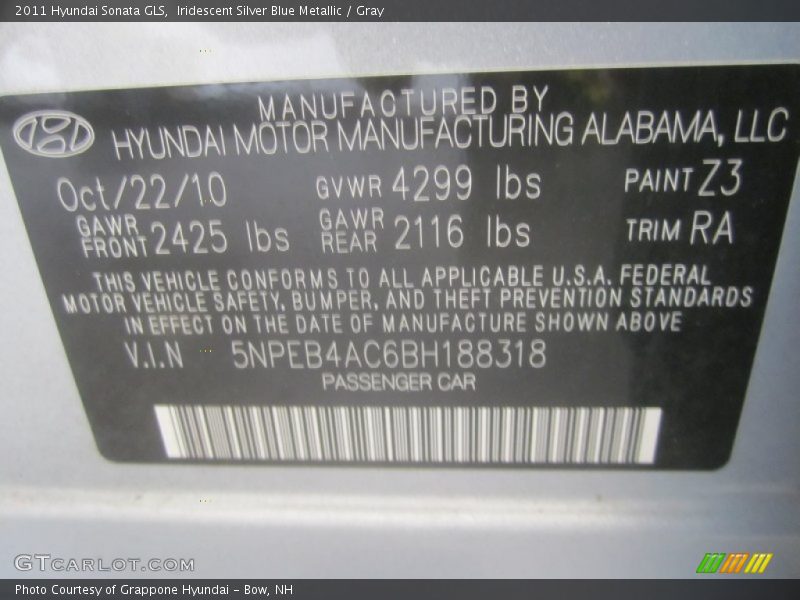 2011 Hyundai Sonata GLS,  Iridescent Silver Blue Metallic / Gray
MANUFACTURED BY
HYUNDAI MOTOR MANUFACTURING ALABAMA, LLC
Oct/22/10 GVWR 4299 lbs PAINT Z3
GAWR FRONT 2425 lbs GAWR REAR 2116 lbs TRIM RA
THIS VEHICLE CONFORMS TO ALL APPLICABLE U.S.A. FEDERAL
MOTOR VEHICLE SAFETY, BUMPER, AND THEFT PREVENTION STANDARDS
IN EFFECT ON THE DATE OF MANUFACTURE SHOWN ABOVE
V.I.N 5NPEB4AC6BH188318
PASSENGER CAR
GTCARLOT.COM
Photo Courtesy of Grappone Hyundai - Bow, NH